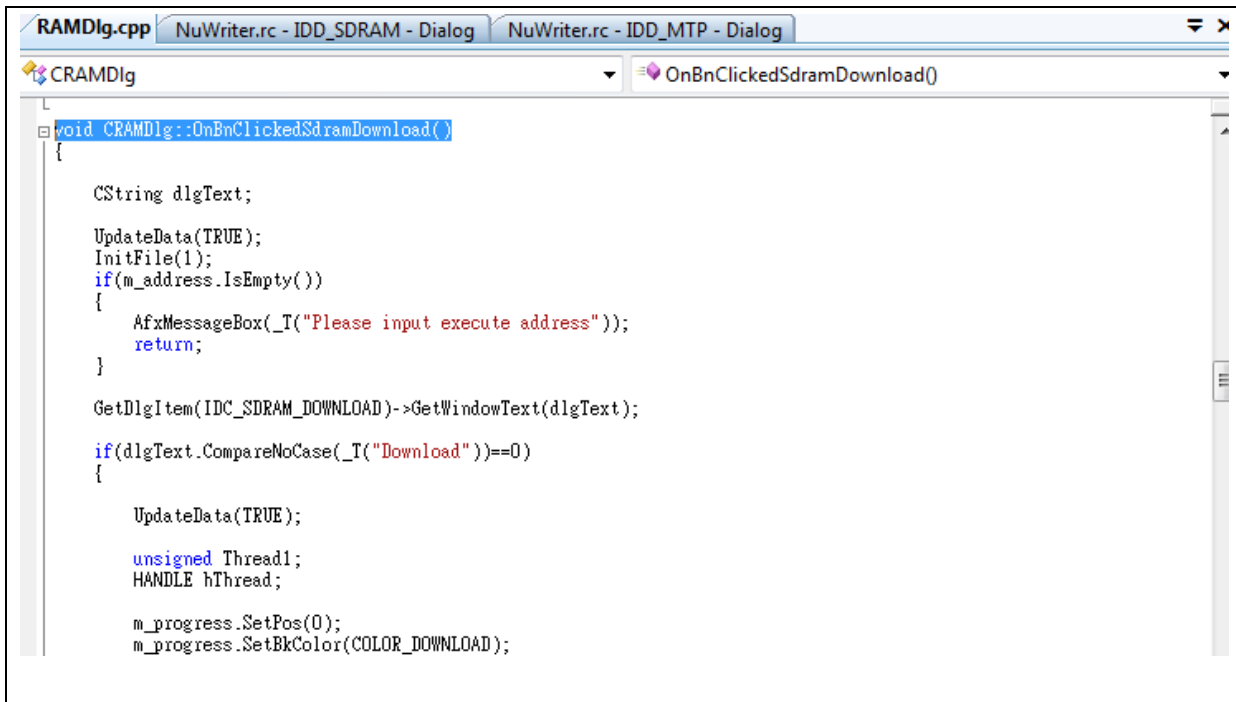 RAMDlg.cpp NuWriter.rc - IDD_SDRAM - Dialog NuWriter.rc - IDD_MTP - Dialog
CRAMDlg OnBnClickedSdramDownload()
void CRAMDlg::OnBnClickedSdramDownload()
{
CString dlgText;
UpdateData(TRUE);
InitFile(1);
if(m_address.IsEmpty())
{
AfxMessageBox(_T("Please input execute address"));
return;
}
GetDlgItem(IDC_SDRAM_DOWNLOAD)->GetWindowText(dlgText);
if(dlgText.CompareNoCase(_T("Download"))==0)
{
UpdateData(TRUE);
unsigned Thread1;
HANDLE hThread;
m_progress.SetPos(0);
m_progress.SetBkColor(COLOR_DOWNLOAD);